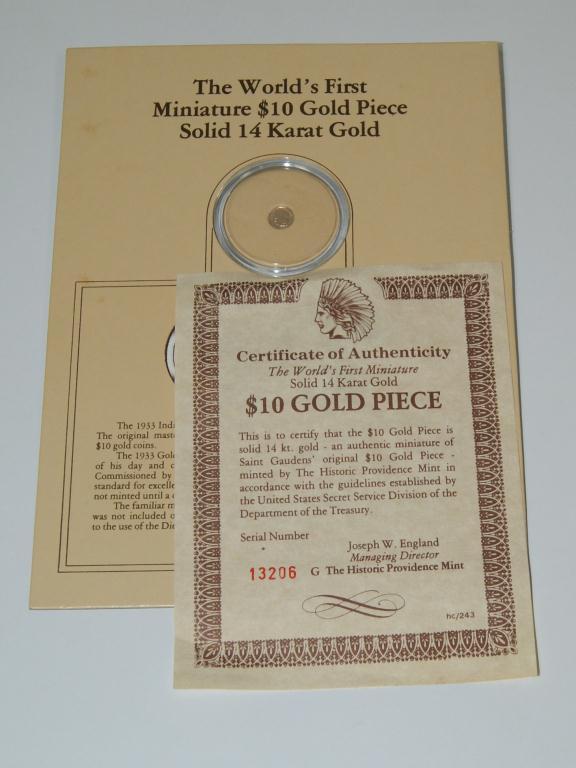 The World's First
Miniature $10 Gold Piece
Solid 14 Karat Gold
The 1933 Indi
The original mast
$10 gold coins.
The 1933 Gol
of his day and c
Commissioned by
standard for excelle
not minted until a
The familiar m
was not included o
to the use of the Die
Certificate of Authenticity
The World's First Miniature
Solid 14 Karat Gold
$10 GOLD PIECE
This is to certify that the $10 Gold Piece is
solid 14 kt. gold - an authentic miniature of
Saint Gaudens' original $10 Gold Piece -
minted by The Historic Providence Mint in
accordance with the guidelines established by
the United States Secret Service Division of the
Department of the Treasury.
Serial Number
Joseph W. England
Managing Director
13206 G The Historic Providence Mint
hc/243